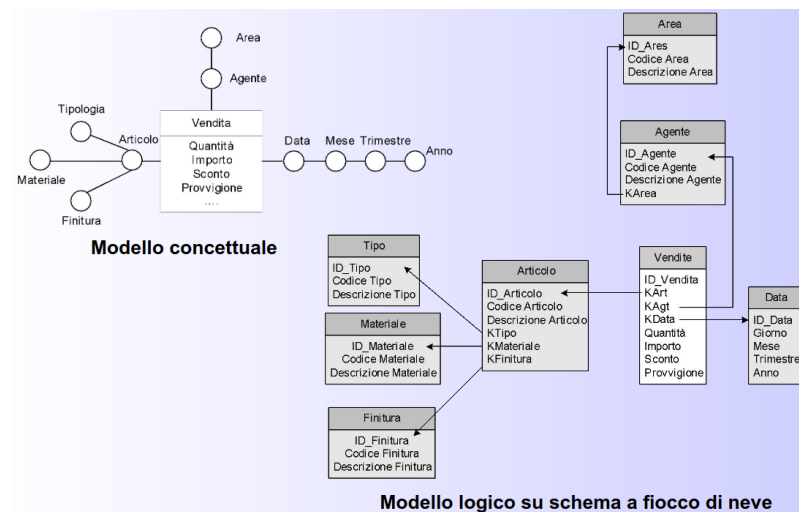 Area
Agente
Tipologia
Articolo
Materiale
Finitura
Vendita
Quantità
Importo
Sconto
Provvigione
....
Data
Mese
Trimestre
Anno
Modello concettuale
Area
ID_Ares
Codice Area
Descrizione Area
Agente
ID_Agente
Codice Agente
Descrizione Agente
KArea
Tipo
ID_Tipo
Codice Tipo
Descrizione Tipo
Materiale
ID_Materiale
Codice Materiale
Descrizione Materiale
Finitura
ID_Finitura
Codice Finitura
Descrizione Finitura
Articolo
ID_Articolo
Codice Articolo
Descrizione Articolo
KTipo
KMateriale
KFinitura
Vendite
ID_Vendita
KArt
KAgt
KData
Quantità
Importo
Sconto
Provvigione
Data
ID_Data
Giorno
Mese
Trimestre
Anno
Modello logico su schema a fiocco di neve